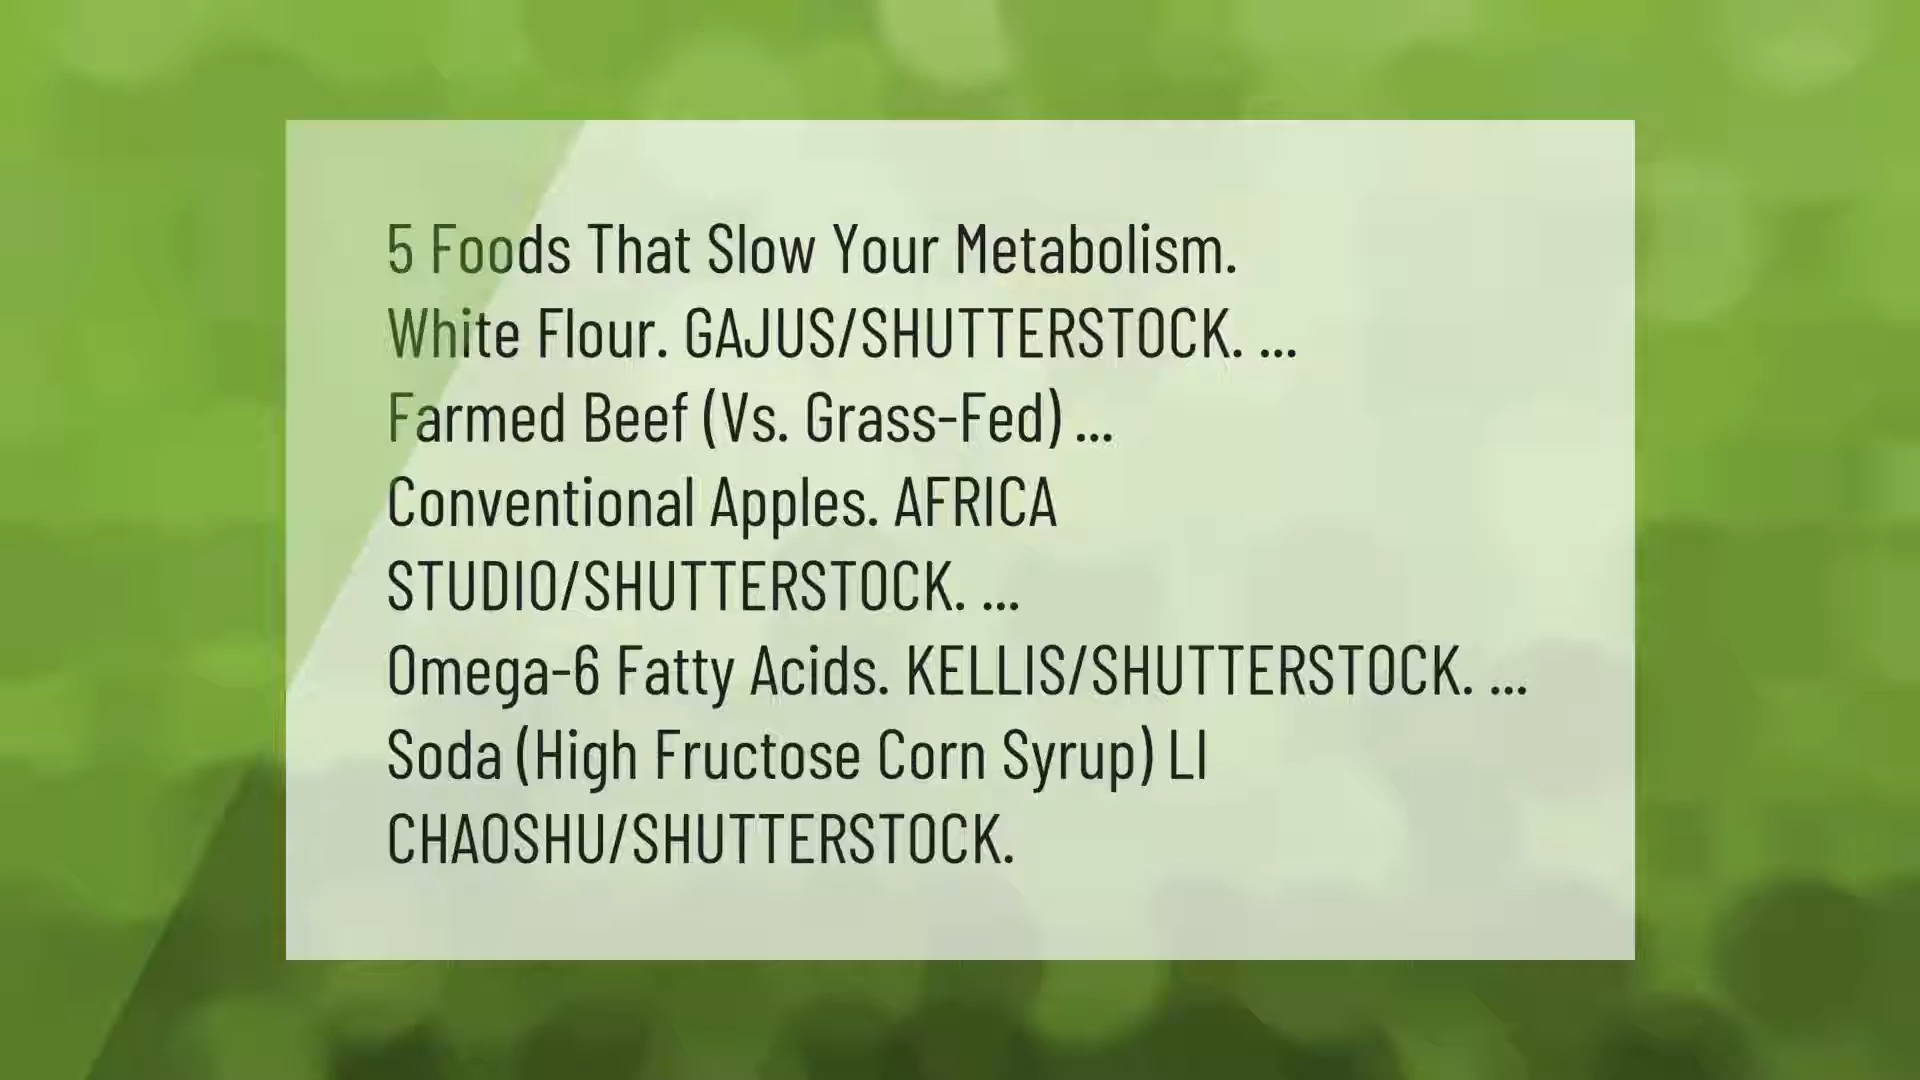 5 Foods That Slow Your Metabolism.
White Flour. GAJUS/SHUTTERSTOCK. ...
Farmed Beef (Vs. Grass-Fed) ...
Conventional Apples. AFRICA
STUDIO/SHUTTERSTOCK. ...
Omega-6 Fatty Acids. KELLIS/SHUTTERSTOCK. ...
Soda (High Fructose Corn Syrup) LI
CHAOSHU/SHUTTERSTOCK.